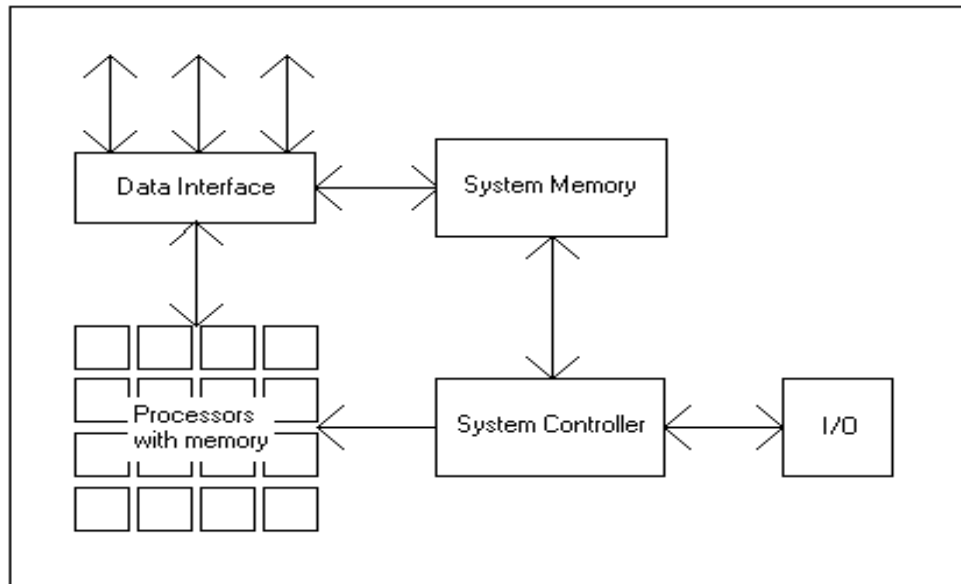 Data Interface
System Memory
Processors
with memory
System Controller
I/O